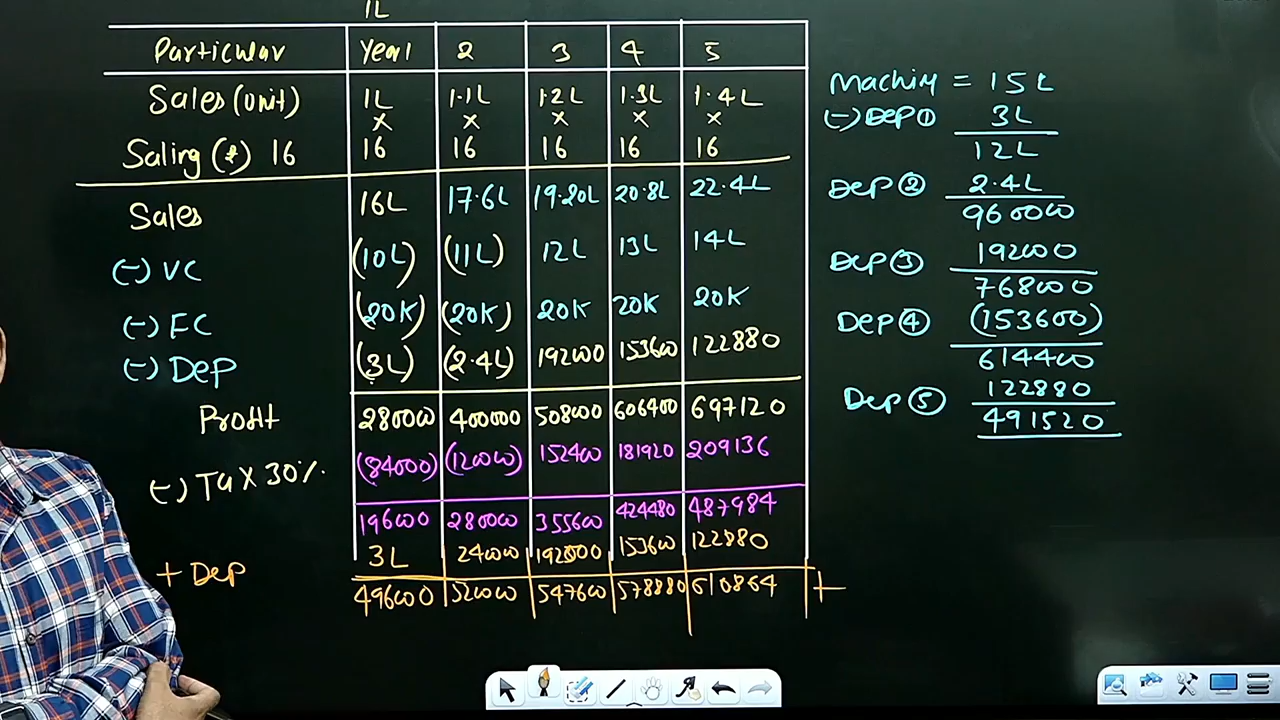 1L
Particular Year1 2 3 4 5
Sales (Unit) 1L 1.1L 1.2L 1.3L 1.4L
x x x x x
Saling (₹) 16 16 16 16 16 16
Sales 16L 17.6L 19.20L 20.8L 22.4L
(-) VC (10L) (11L) 12L 13L 14L
(-) FC (20K) (20K) 20K 20K 20K
(-) Dep (3L) (2.4L) 192000 153600 122880
Profit 280000 400000 508000 606400 697120
(-) Tax 30% (84000) (120000) 152400 181920 209136
196000 280000 355600 424480 487984
+ Dep 3L 240000 192000 153600 122880
496000 520000 547600 578880 610864 +
Machin = 15L
(-) Dep ① 3L
12L
Dep ② 2.4L
960000
Dep ③ 192000
768000
Dep ④ (153600)
614400
Dep ⑤ 122880
491520